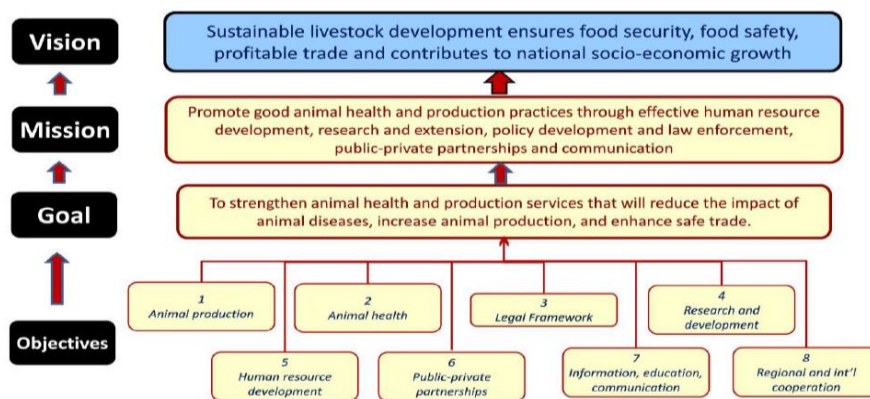 Vision
Sustainable livestock development ensures food security, food safety,
profitable trade and contributes to national socio-economic growth
Mission
Promote good animal health and production practices through effective human resource
development, research and extension, policy development and law enforcement,
public-private partnerships and communication
Goal
To strengthen animal health and production services that will reduce the impact of
animal diseases, increase animal production, and enhance safe trade.
Objectives
1
Animal production
2
Animal health
3
Legal Framework
4
Research and
development
5
Human resource
development
6
Public-private
partnerships
7
Information, education,
communication
8
Regional and int'l
cooperation